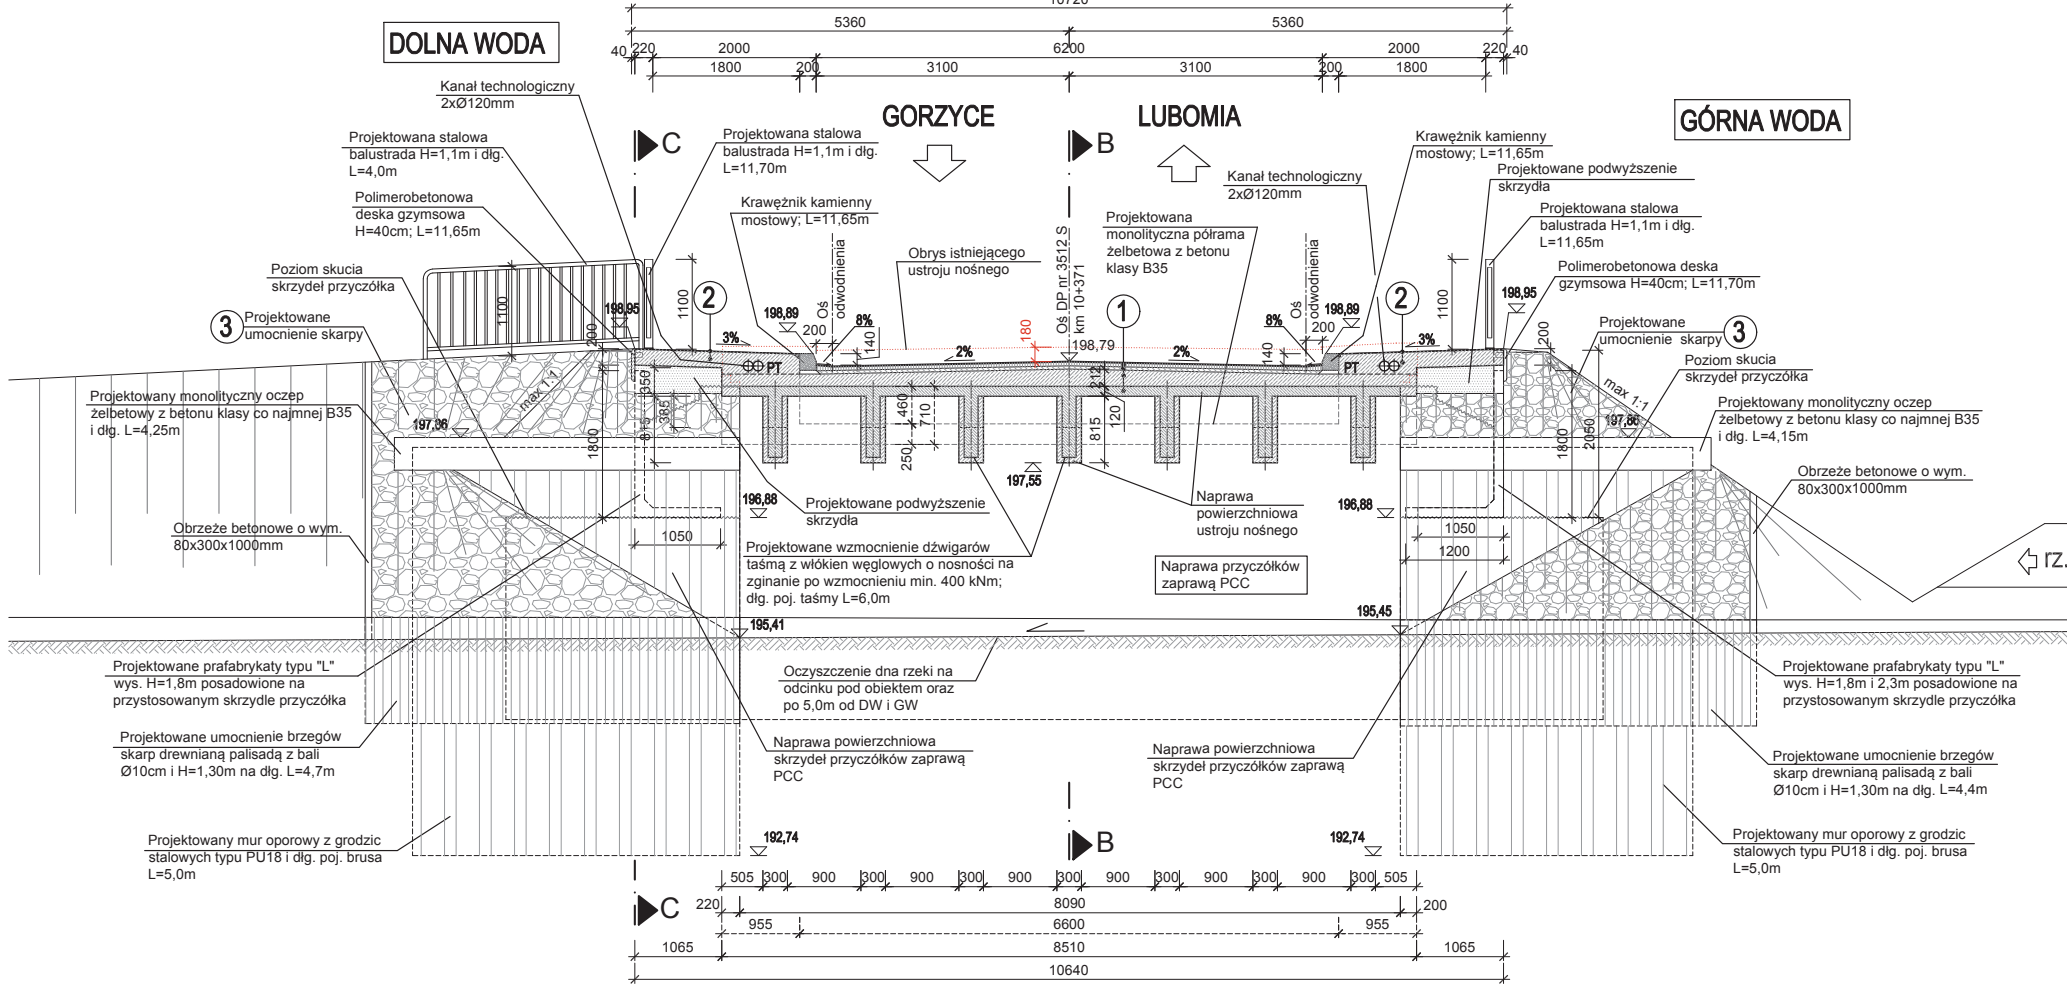 10720
5360
5360
DOLNA WODA
40
220
2000
6200
2000
220
40
1800
200
3100
3100
200
1800
Kanał technologiczny
2xØ120mm
GORZYCE
LUBOMIA
GÓRNA WODA
Projektowana stalowa
balustrada H=1,1m i dłg.
L=4,0m
C
Projektowana stalowa
balustrada H=1,1m i dłg.
L=11,70m
B
Krawężnik kamienny
mostowy; L=11,65m
Kanał technologiczny
2xØ120mm
Projektowane podwyższenie
skrzydła
Polimerobetonowa
deska gzymsowa
H=40cm; L=11,65m
Krawężnik kamienny
mostowy; L=11,65m
Projektowana
monolityczna półrama
żelbetowa z betonu
klasy B35
Projektowana stalowa
balustrada H=1,1m i dłg.
L=11,65m
Obrys istniejącego
ustroju nośnego
Oś DP nr 3512 S
km 10+371
Oś
odwodnienia
Oś
odwodnienia
Poziom skucia
skrzydeł przyczółka
Polimerobetonowa deska
gzymsowa H=40cm; L=11,70m
1100
1100
1100
2
1
2
198,95
198,89
198,89
198,95
3
Projektowane
umocnienie skarpy
Projektowane
umocnienie skarpy
3
200
3%
200
8%
140
2%
180
198,79
2%
8%
200
140
3%
200
Poziom skucia
skrzydeł przyczółka
PT
PT
max 1:1
max 1:1
Projektowany monolityczny oczep
żelbetowy z betonu klasy co najmnej B35
i dłg. L=4,25m
Projektowany monolityczny oczep
żelbetowy z betonu klasy co najmnej B35
i dłg. L=4,15m
350
385
815
1800
460
710
250
212
120
815
1800
2050
197,86
197,86
197,55
Obrzeże betonowe o wym.
80x300x1000mm
Obrzeże betonowe o wym.
80x300x1000mm
196,88
Projektowane podwyższenie
skrzydła
Naprawa
powierzchniowa
ustroju nośnego
196,88
1050
1050
1200
Projektowane wzmocnienie dźwigarów
taśmą z włókien węglowych o nosności na
zginanie po wzmocnieniu min. 400 kNm;
dłg. poj. taśmy L=6,0m
Naprawa przyczółków
zaprawą PCC
rz.
195,41
195,45
Projektowane prafabrykaty typu "L"
wys. H=1,8m posadowione na
przystosowanym skrzydle przyczółka
Oczyszczenie dna rzeki na
odcinku pod obiektem oraz
po 5,0m od DW i GW
Projektowane prafabrykaty typu "L"
wys. H=1,8m i 2,3m posadowione na
przystosowanym skrzydle przyczółka
Projektowane umocnienie brzegów
skarp drewnianą palisadą z bali
Ø10cm i H=1,30m na dłg. L=4,7m
Naprawa powierzchniowa
skrzydeł przyczółków zaprawą
PCC
Naprawa powierzchniowa
skrzydeł przyczółków zaprawą
PCC
Projektowane umocnienie brzegów
skarp drewnianą palisadą z bali
Ø10cm i H=1,30m na dłg. L=4,4m
Projektowany mur oporowy z grodzic
stalowych typu PU18 i dłg. poj. brusa
L=5,0m
192,74
B
192,74
Projektowany mur oporowy z grodzic
stalowych typu PU18 i dłg. poj. brusa
L=5,0m
505
300
900
300
900
300
900
300
900
300
900
300
900
300
505
C
220
8090
200
955
6600
955
1065
8510
1065
10640